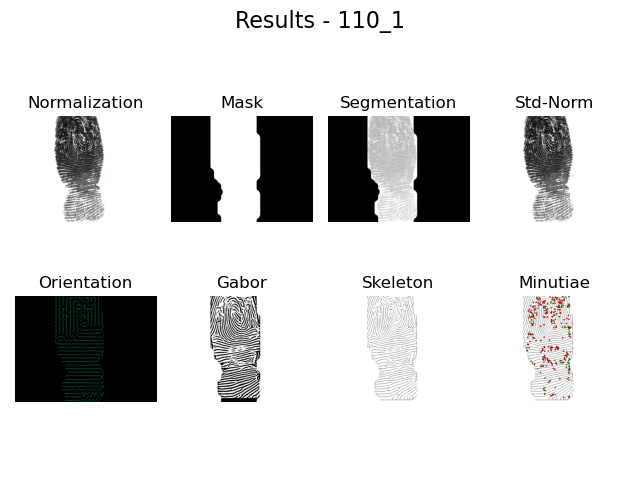 Results - 110_1
Normalization
Mask
Segmentation
Std-Norm
Orientation
Gabor
Skeleton
Minutiae